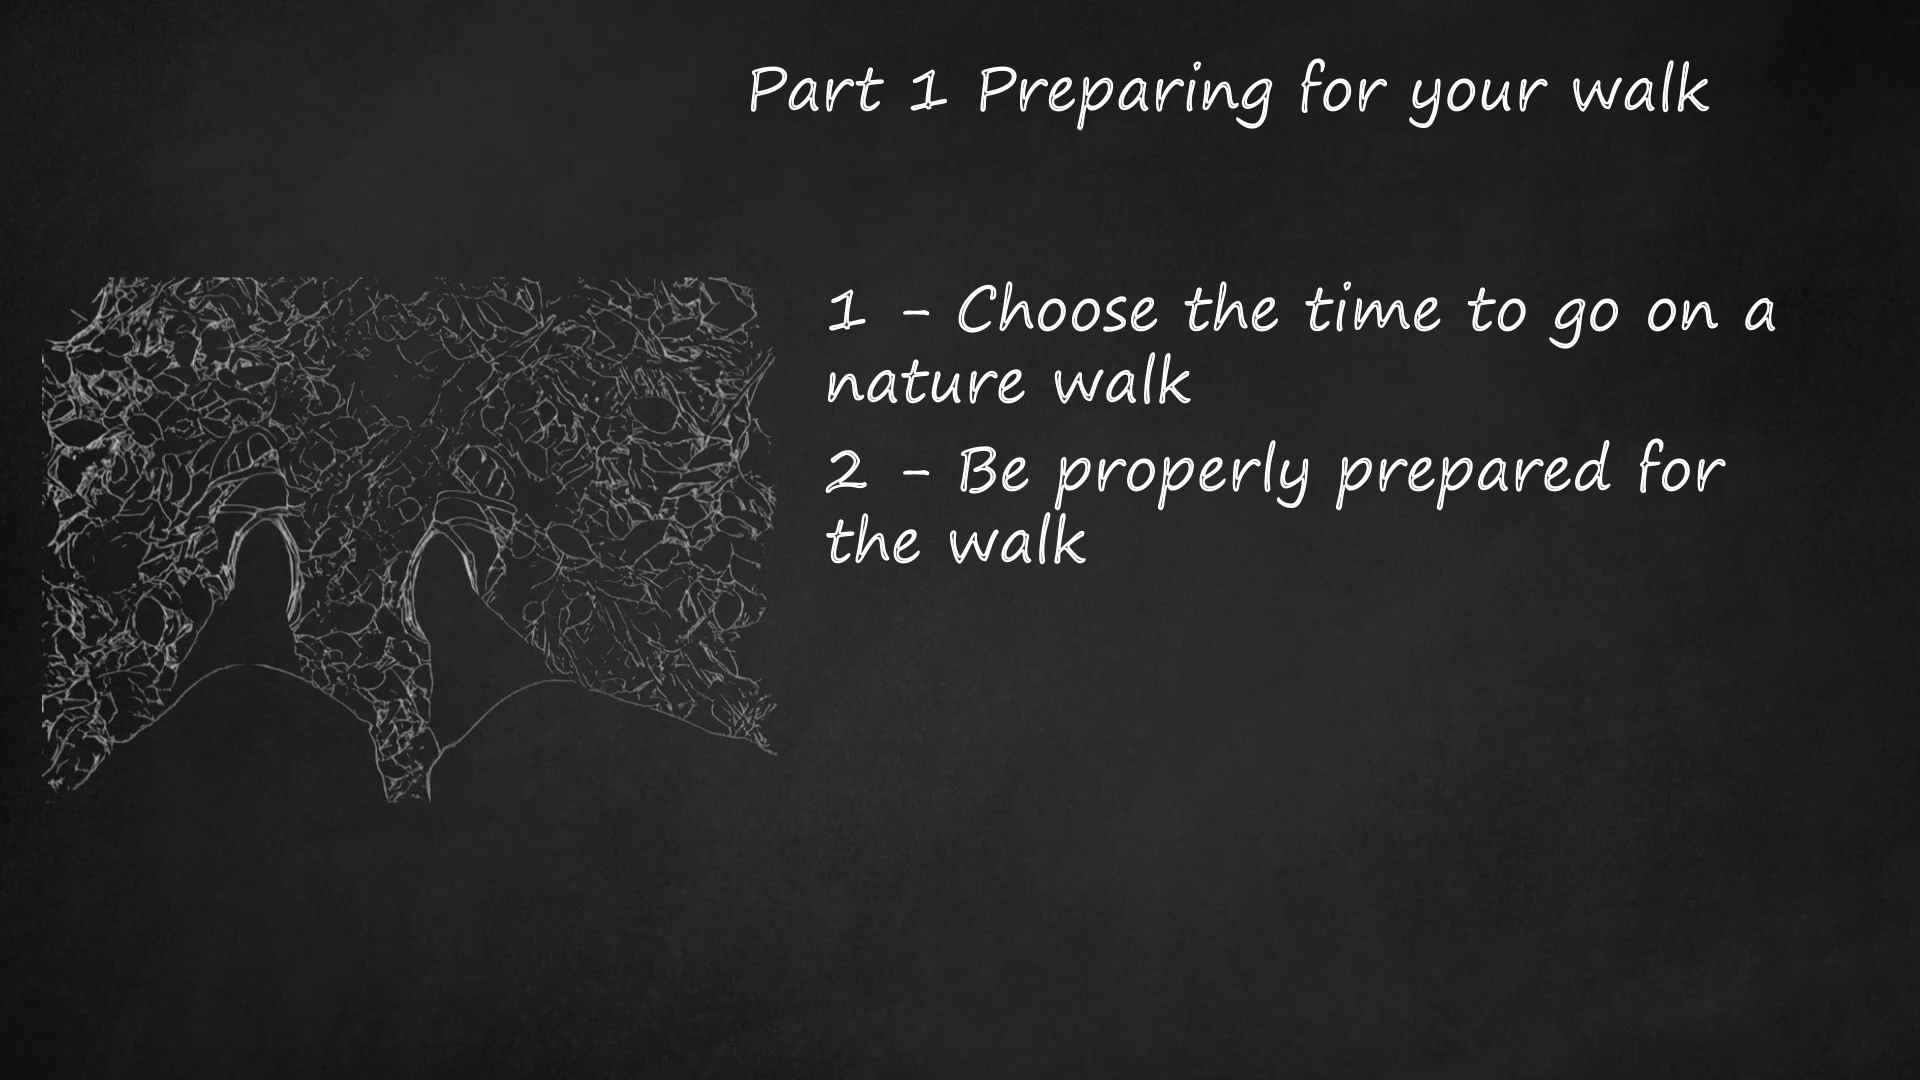 Part 1 Preparing for your walk
1 - Choose the time to go on a
nature walk
2 - Be properly prepared for
the walk